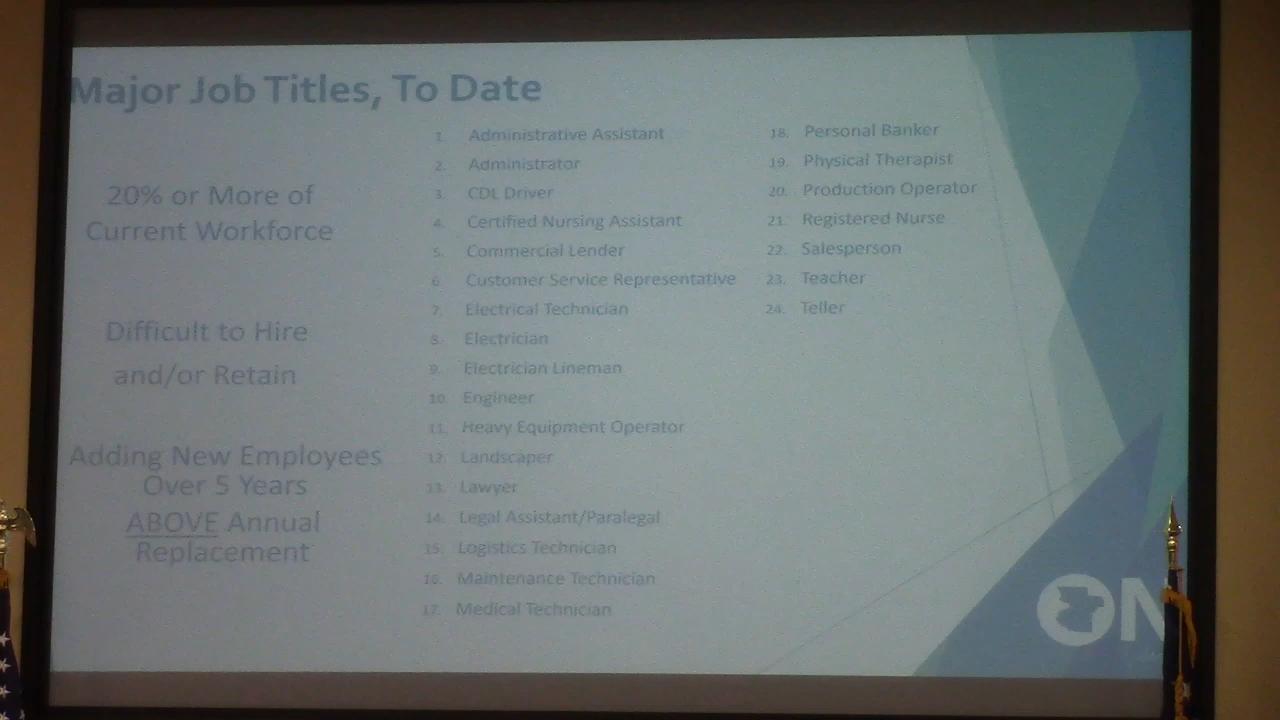 Major Job Titles, To Date
20% or More of
Current Workforce
Difficult to Hire
and/or Retain
Adding New Employees
Over 5 Years
ABOVE Annual
Replacement
1. Administrative Assistant
2. Administrator
3. CDL Driver
4. Certified Nursing Assistant
5. Commercial Lender
6. Customer Service Representative
7. Electrical Technician
8. Electrician
9. Electrician Lineman
10. Engineer
11. Heavy Equipment Operator
12. Landscaper
13. Lawyer
14. Legal Assistant/Paralegal
15. Logistics Technician
16. Maintenance Technician
17. Medical Technician
18. Personal Banker
19. Physical Therapist
20. Production Operator
21. Registered Nurse
22. Salesperson
23. Teacher
24. Teller